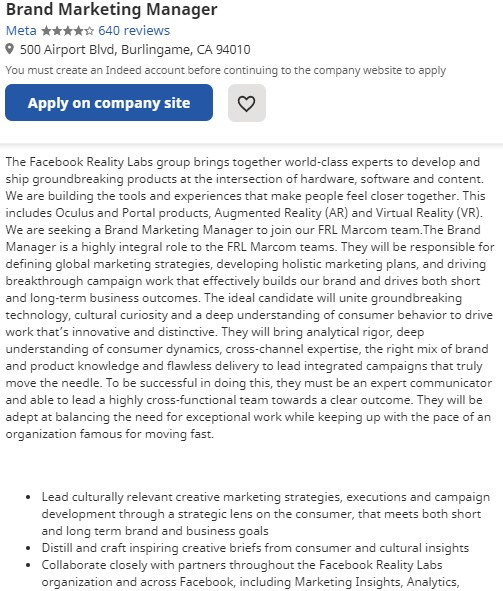 Brand Marketing Manager
Meta ★★★★☆ 640 reviews
500 Airport Blvd, Burlingame, CA 94010
You must create an Indeed account before continuing to the company website to apply
Apply on company site
The Facebook Reality Labs group brings together world-class experts to develop and
ship groundbreaking products at the intersection of hardware, software and content.
We are building the tools and experiences that make people feel closer together. This
includes Oculus and Portal products, Augmented Reality (AR) and Virtual Reality (VR).
We are seeking a Brand Marketing Manager to join our FRL Marcom team.The Brand
Manager is a highly integral role to the FRL Marcom teams. They will be responsible for
defining global marketing strategies, developing holistic marketing plans, and driving
breakthrough campaign work that effectively builds our brand and drives both short
and long-term business outcomes. The ideal candidate will unite groundbreaking
technology, cultural curiosity and a deep understanding of consumer behavior to drive
work that's innovative and distinctive. They will bring analytical rigor, deep
understanding of consumer dynamics, cross-channel expertise, the right mix of brand
and product knowledge and flawless delivery to lead integrated campaigns that truly
move the needle. To be successful in doing this, they must be an expert communicator
and able to lead a highly cross-functional team towards a clear outcome. They will be
adept at balancing the need for exceptional work while keeping up with the pace of an
organization famous for moving fast.
• Lead culturally relevant creative marketing strategies, executions and campaign
development through a strategic lens on the consumer, that meets both short
and long term brand and business goals
• Distill and craft inspiring creative briefs from consumer and cultural insights
• Collaborate closely with partners throughout the Facebook Reality Labs
organization and across Facebook, including Marketing Insights, Analytics,